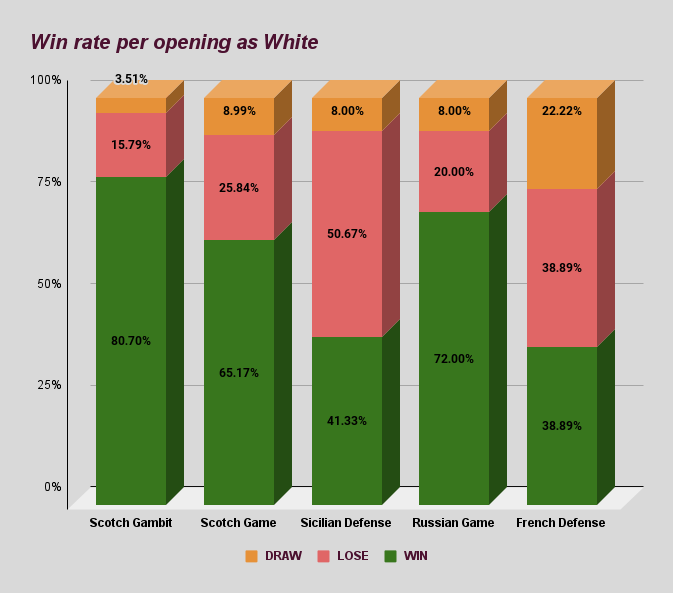 Win rate per opening as White
100%
75%
50%
25%
0%
3.51%
15.79%
80.70%
8.99%
25.84%
65.17%
8.00%
50.67%
41.33%
8.00%
20.00%
72.00%
22.22%
38.89%
38.89%
Scotch Gambit
Scotch Game
Sicilian Defense
Russian Game
French Defense
DRAW LOSE WIN